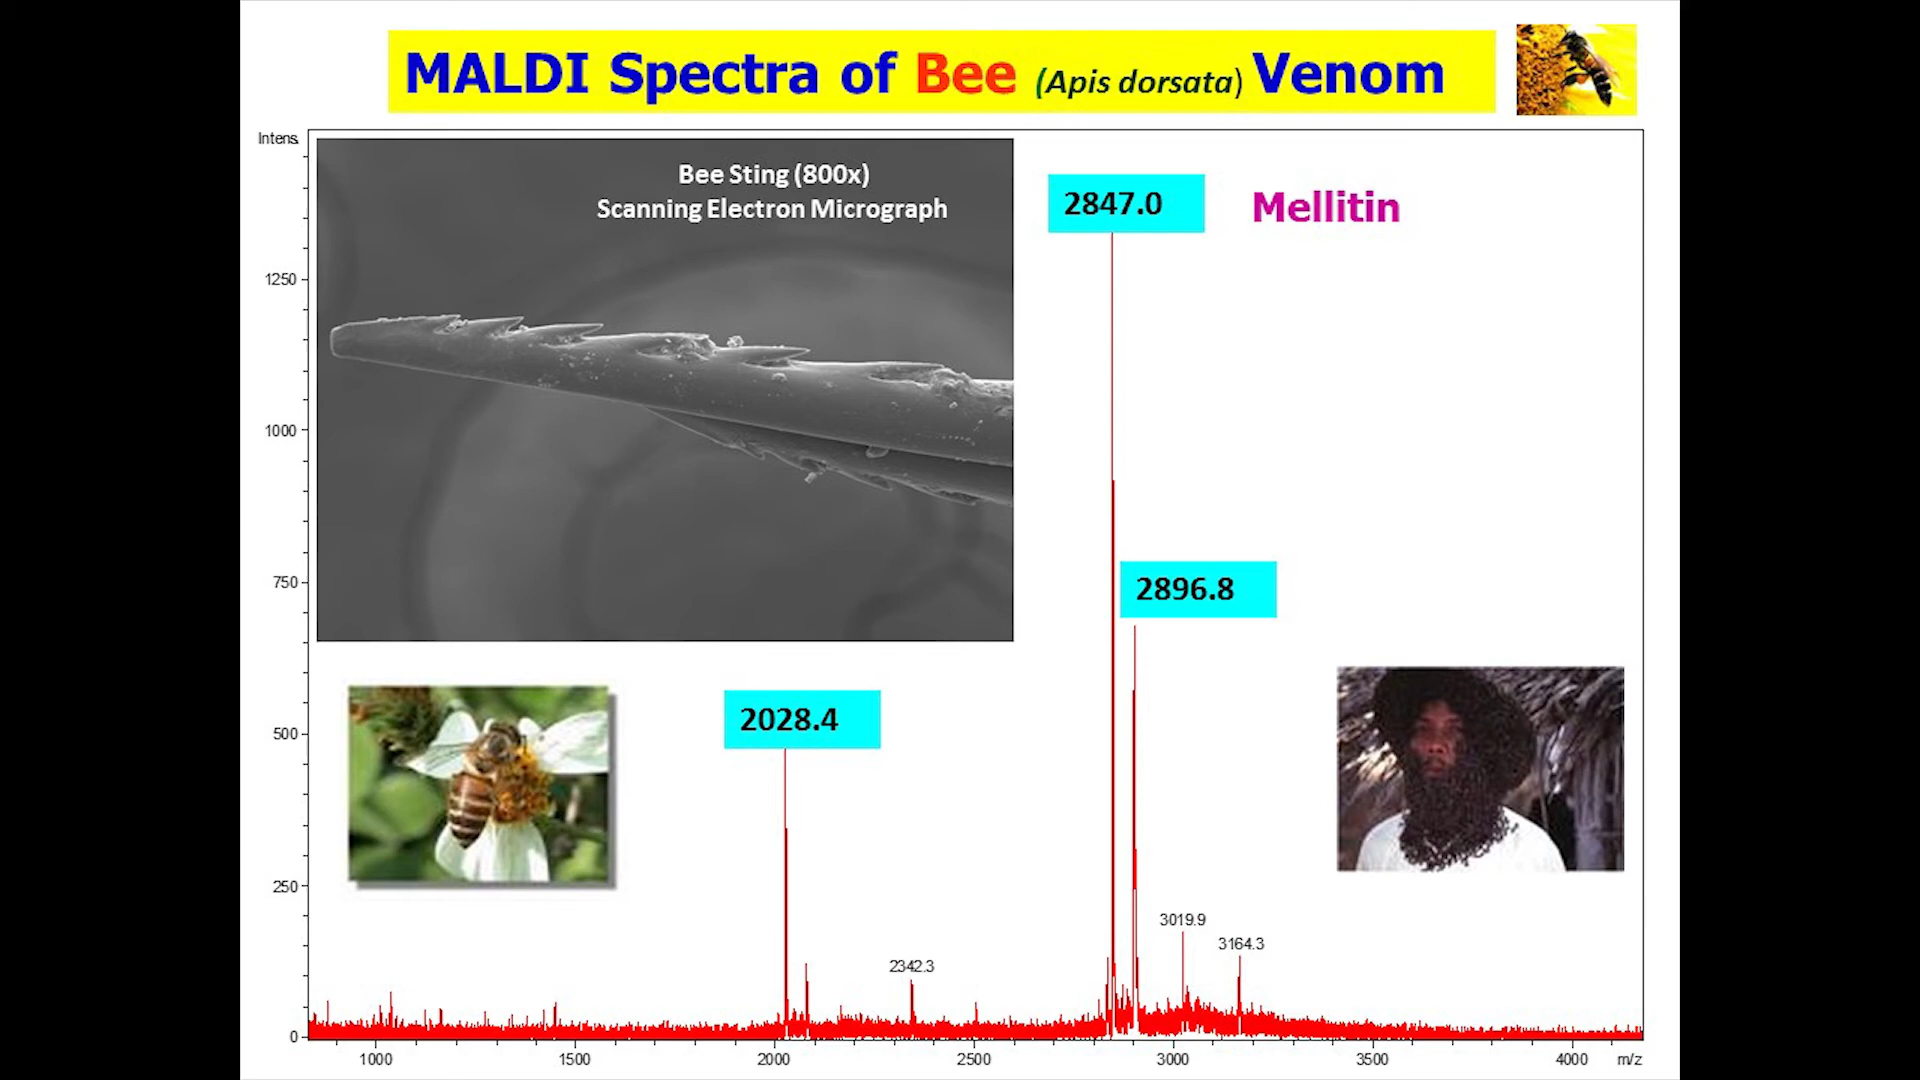 MALDI Spectra of Bee (Apis dorsata) Venom
Intens.
Bee Sting (800x)
Scanning Electron Micrograph
2847.0
Mellitin
1250
1000
2896.8
750
2028.4
500
250
3019.9
3164.3
2342.3
0
1000 1500 2000 2500 3000 3500 4000 m/z